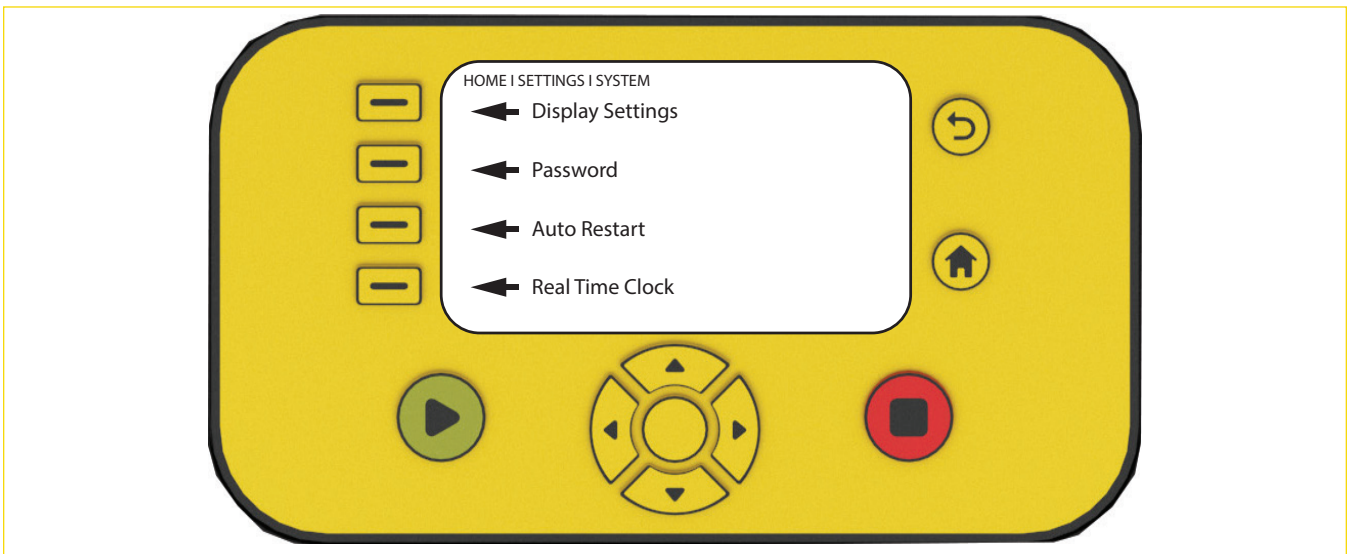 HOME I SETTINGS I SYSTEM
Display Settings
Password
Auto Restart
Real Time Clock